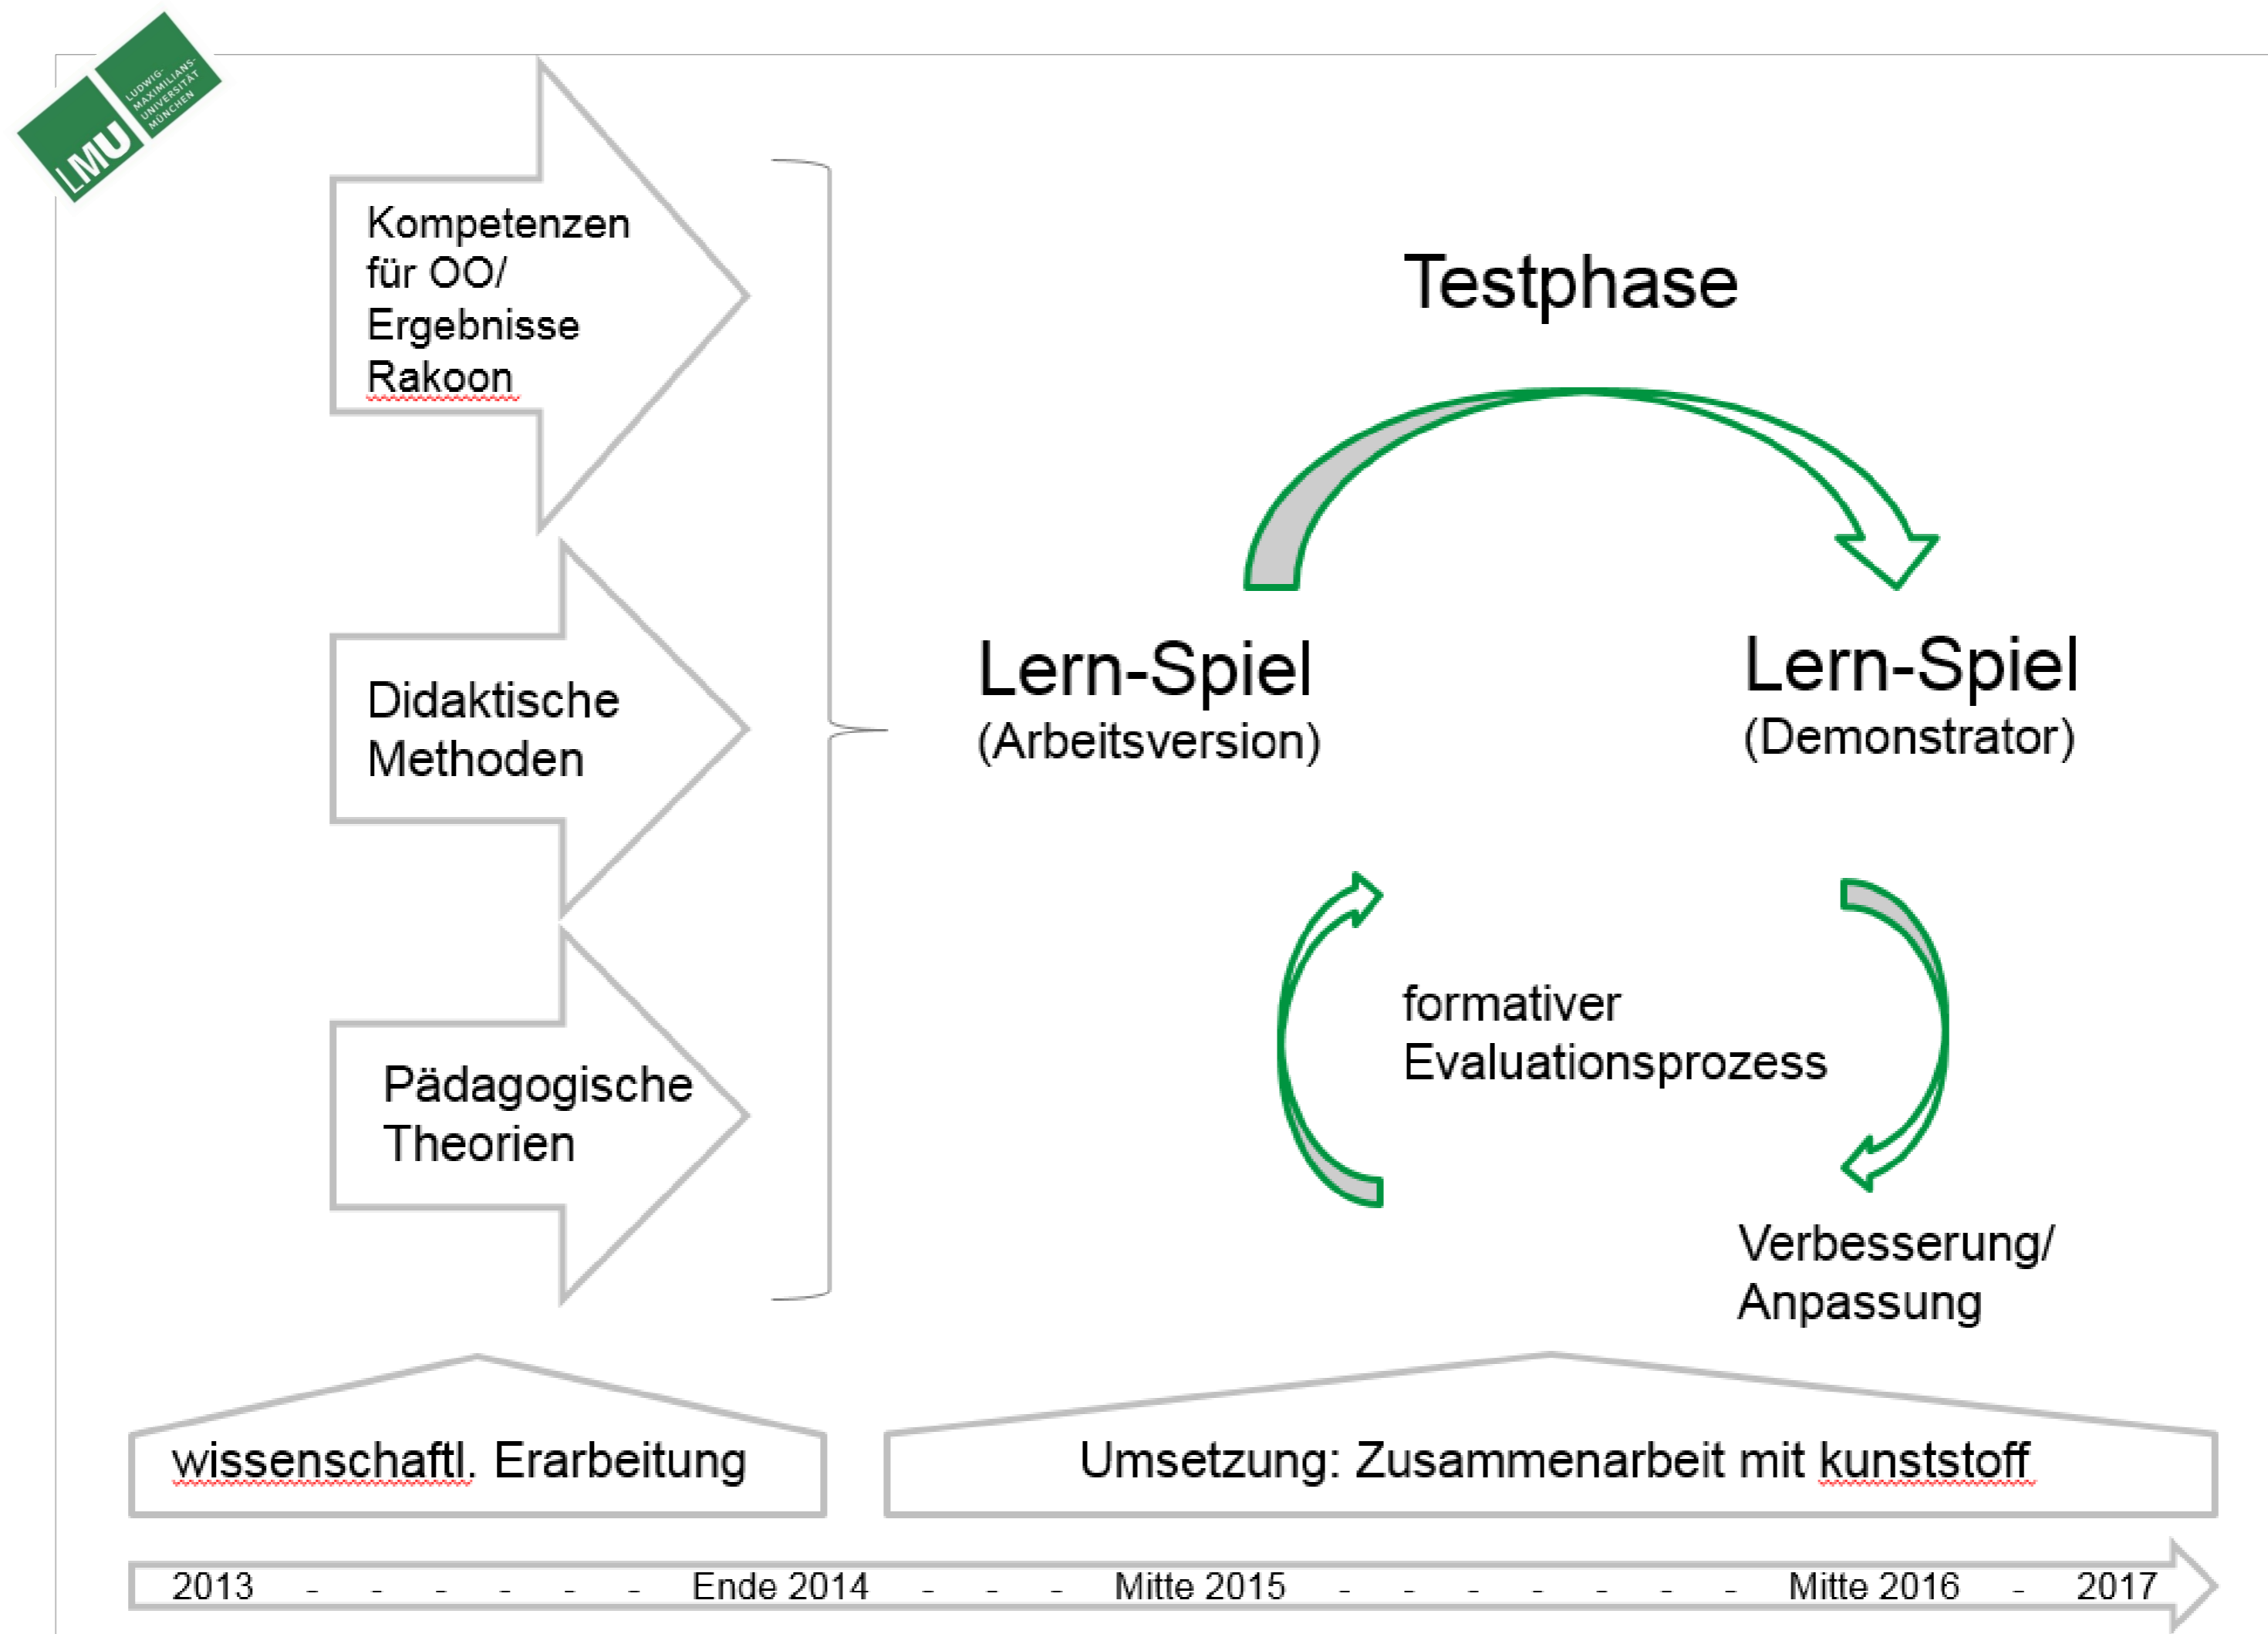 LMU
LUDWIG-
MAXIMILIANS-
UNIVERSITÄT
MÜNCHEN
Kompetenzen
für OO/
Ergebnisse
Rakoon
Didaktische
Methoden
Pädagogische
Theorien
Testphase
Lern-Spiel
(Arbeitsversion)
Lern-Spiel
(Demonstrator)
formativer
Evaluationsprozess
Verbesserung/
Anpassung
wissenschaftl. Erarbeitung
Umsetzung: Zusammenarbeit mit kunststoff
2013 - - - - - - Ende 2014 - - - Mitte 2015 - - - - - - - Mitte 2016 - 2017